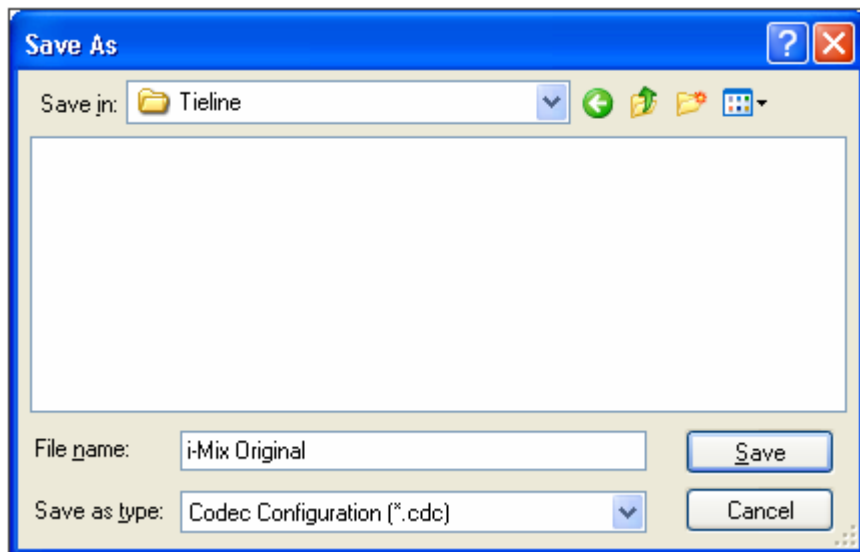 Save As
Save in: Tieline
File name: i-Mix Original
Save
Save as type: Codec Configuration (*.cdc)
Cancel